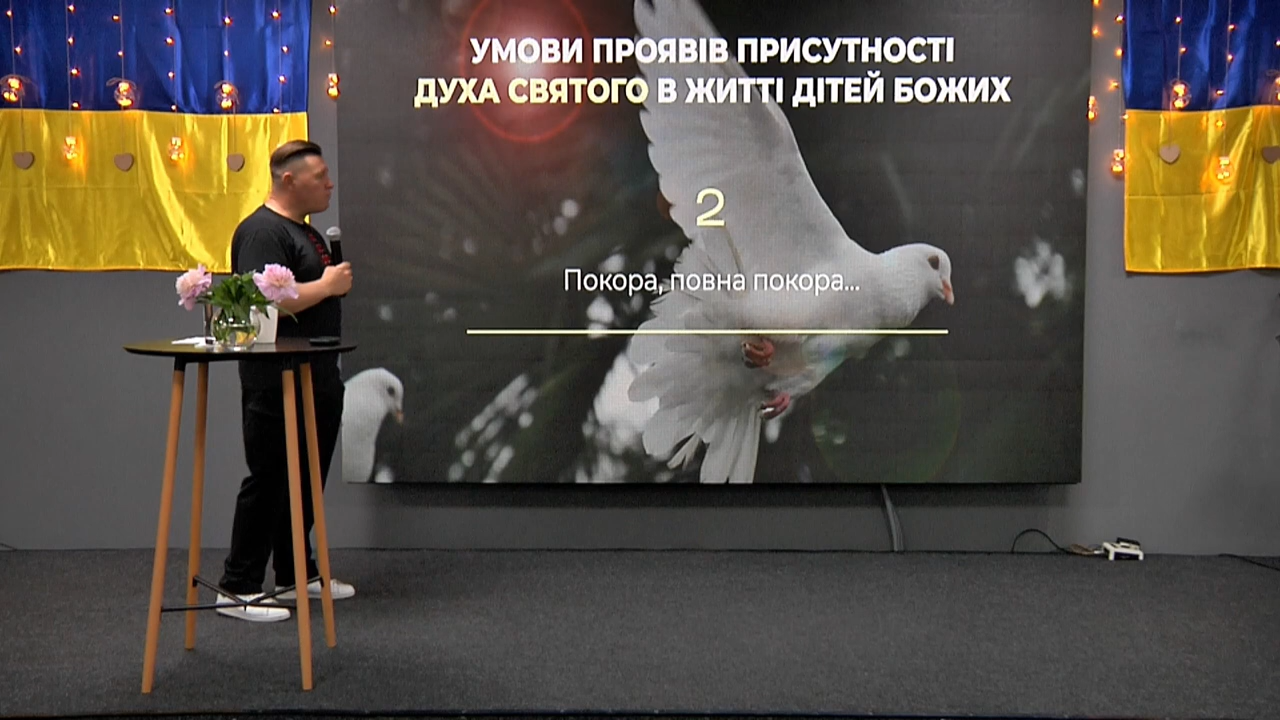 УМОВИ ПРОЯВІВ ПРИСУТНОСТІ
ДУХА СВЯТОГО В ЖИТТІ ДІТЕЙ БОЖИХ
2
Покора, повна покора...